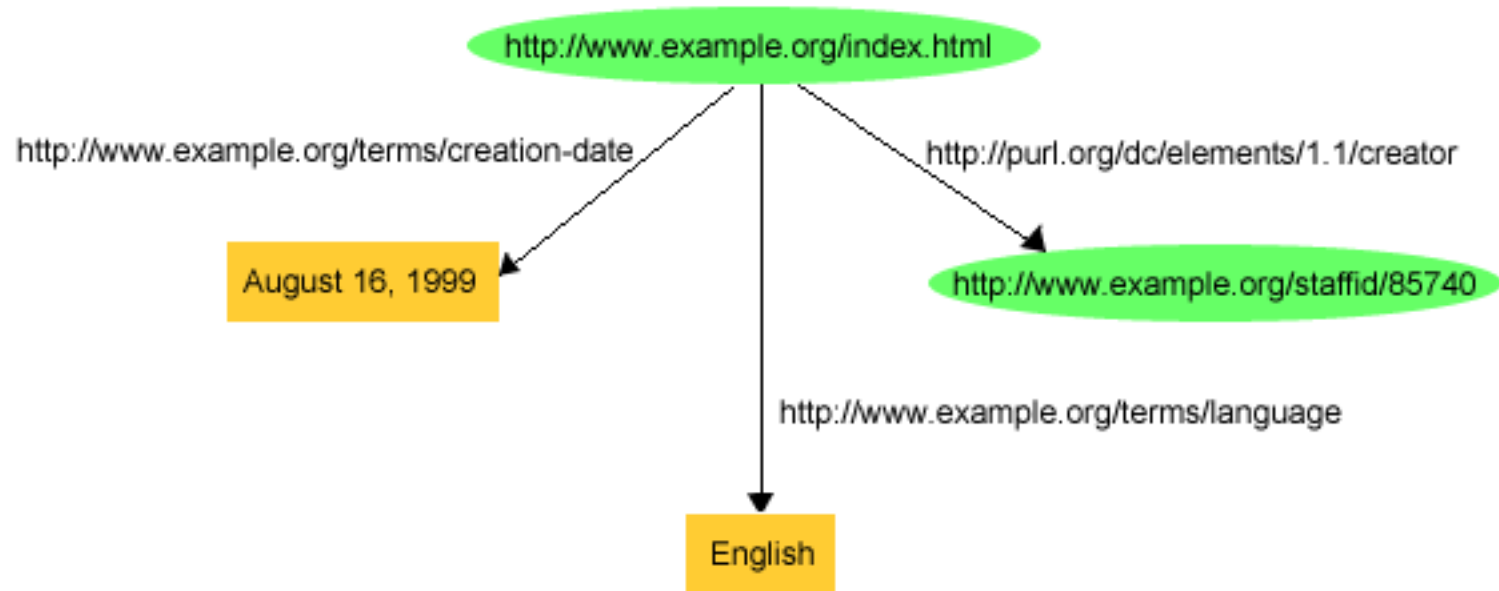 http://www.example.org/index.html
http://www.example.org/terms/creation-date
http://purl.org/dc/elements/1.1/creator
August 16, 1999
http://www.example.org/staffid/85740
http://www.example.org/terms/language
English